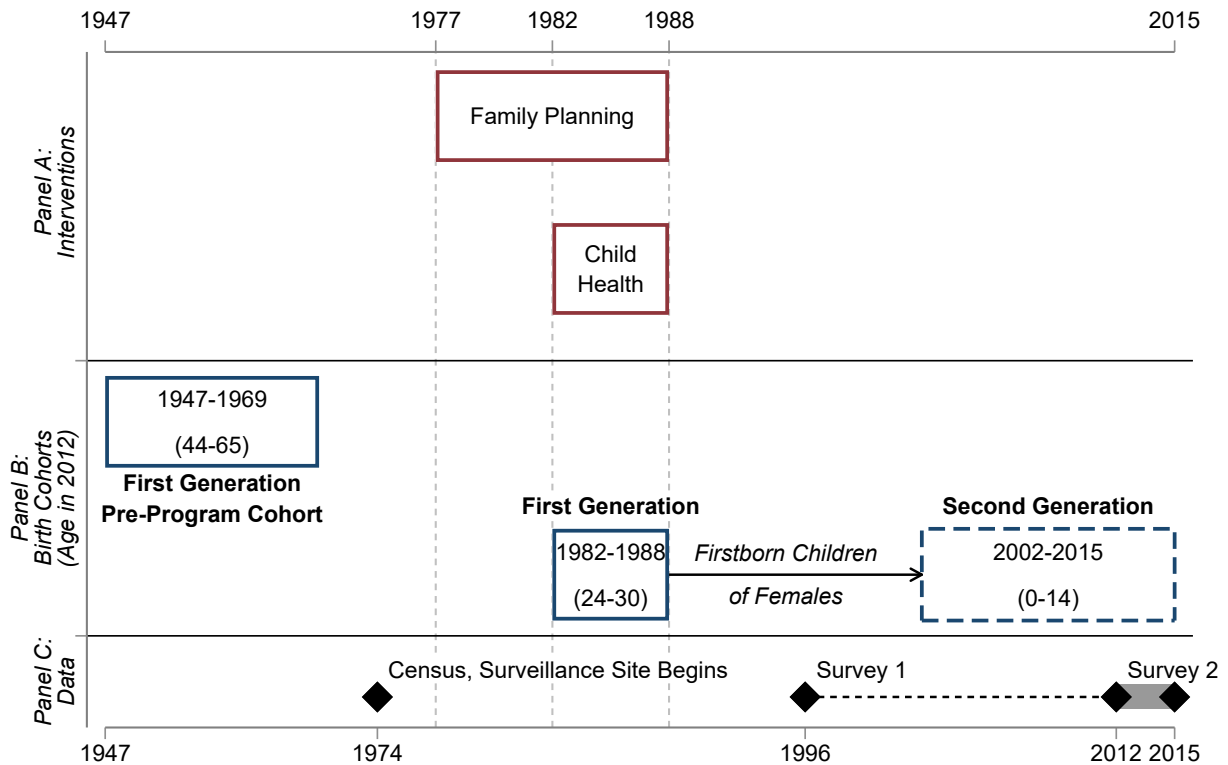 1947 1977 1982 1988 2015
Panel A:
Interventions
Family Planning
Child
Health
Panel B:
Birth Cohorts
(Age in 2012)
1947-1969
(44-65)
First Generation
Pre-Program Cohort
First Generation
1982-1988
(24-30)
Firstborn Children
of Females
Second Generation
2002-2015
(0-14)
Panel C:
Data
Census, Surveillance Site Begins
Survey 1
Survey 2
1947 1974 1996 2012 2015